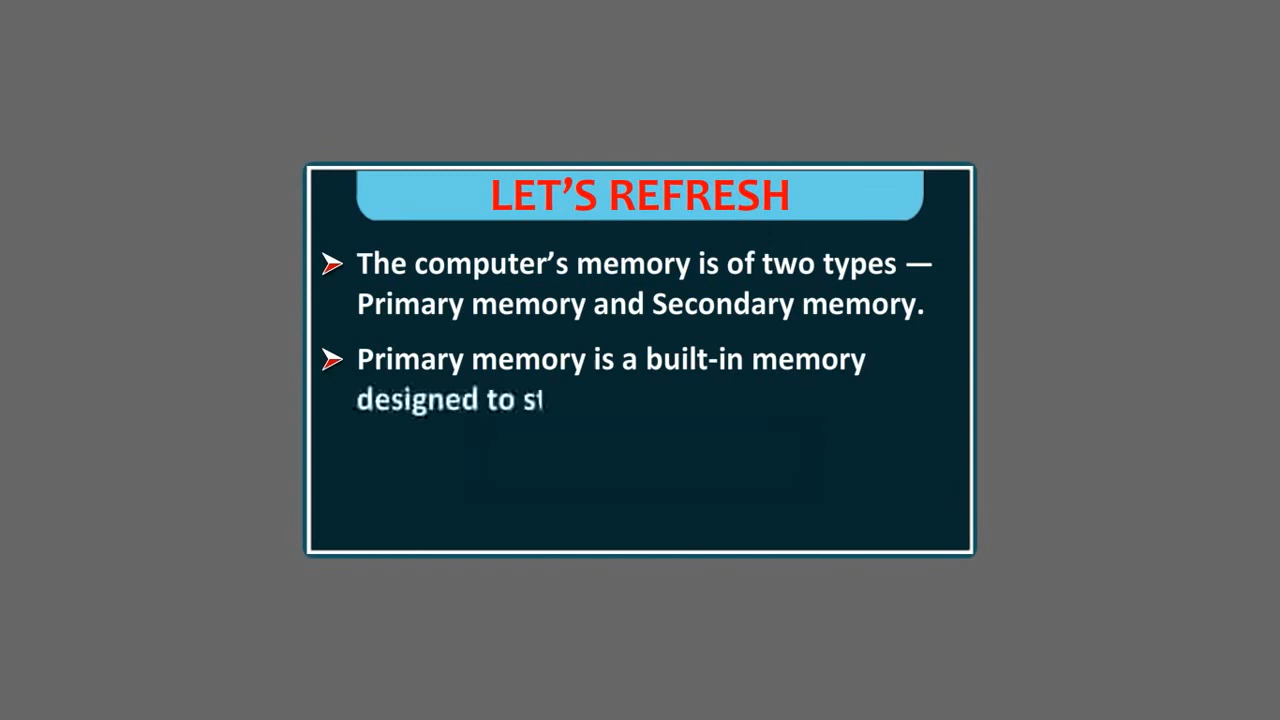 LET'S REFRESH
The computer's memory is of two types —
Primary memory and Secondary memory.
Primary memory is a built-in memory
designed to st